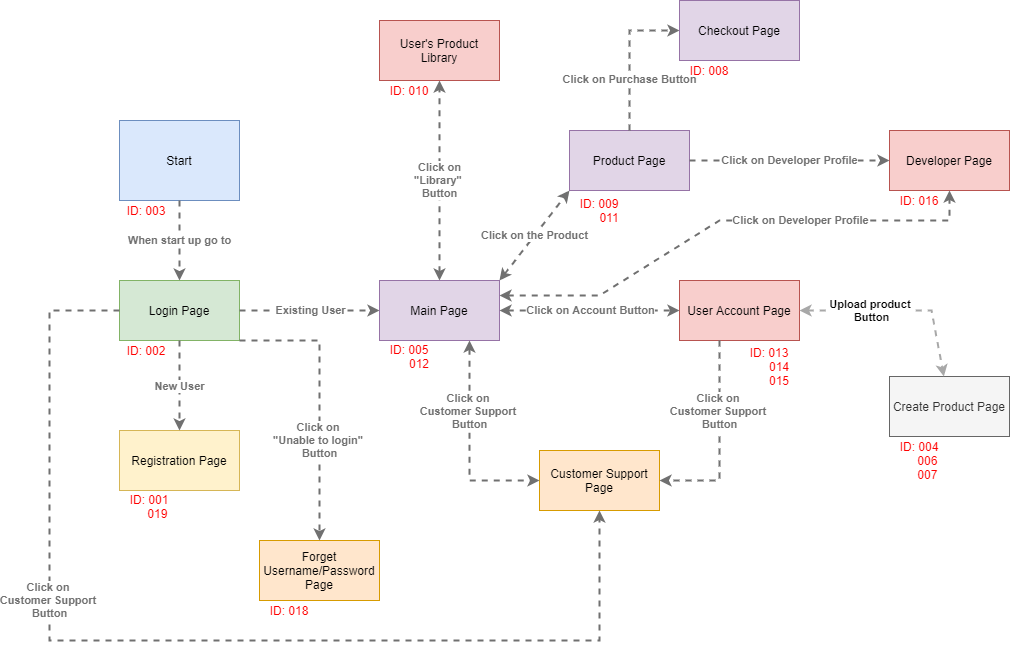 User's Product
Library
ID: 010
Checkout Page
ID: 008
Click on Purchase Button
Start
ID: 003
Click on
"Library"
Button
Product Page
ID: 009
011
Click on Developer Profile
Developer Page
ID: 016
When start up go to
Click on the Product
Click on Developer Profile
Login Page
ID: 002
Existing User
Main Page
ID: 005
012
Click on Account Button
User Account Page
ID: 013
014
015
Upload product
Button
Create Product Page
ID: 004
006
007
New User
Click on
"Unable to login"
Button
Click on
Customer Support
Button
Click on
Customer Support
Button
Registration Page
ID: 001
019
Customer Support
Page
Forget
Username/Password
Page
ID: 018
Click on
Customer Support
Button